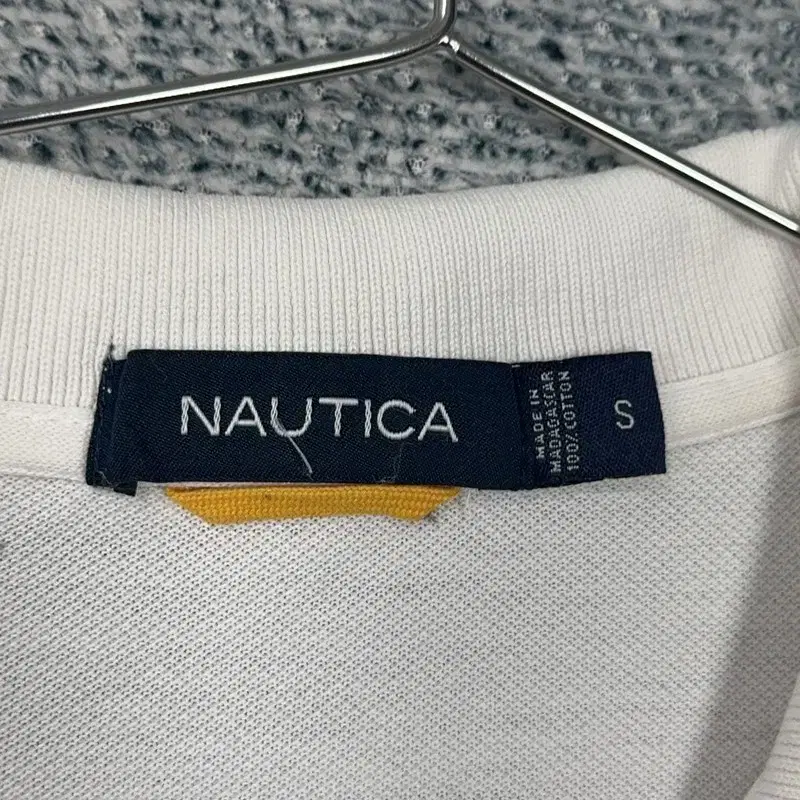 NAUTICA
MADE IN
MADAGASCAR
100% COTTON
S